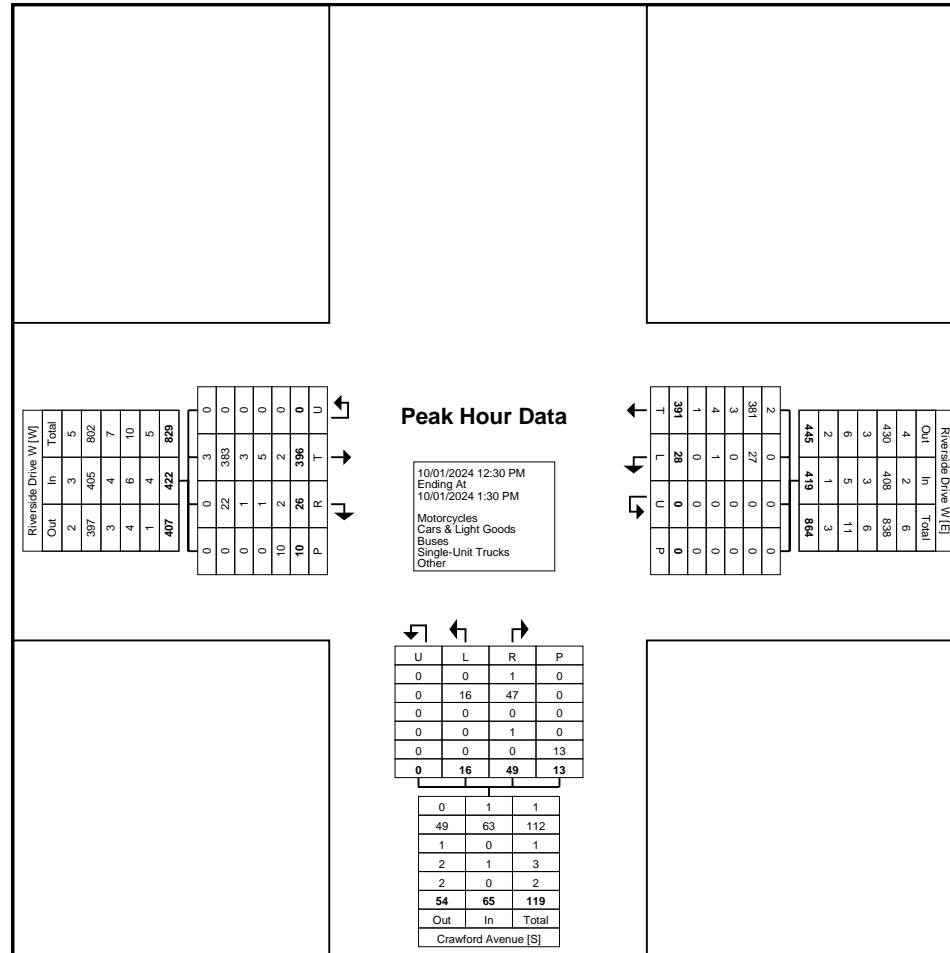 Peak Hour Data
10/01/2024 12:30 PM
Ending At
10/01/2024 1:30 PM
Motorcycles
Cars & Light Goods
Buses
Single-Unit Trucks
Other
Riverside Drive W [W]
Out In Total
2 3 5
397 405 802
3 4 7
4 6 10
1 4 5
407 422 829
0 0 3 0
0 22 383 0
0 1 3 0
0 1 5 0
10 2 2 0
10 26 396 0
P R T U
Riverside Drive W [E]
Out In Total
4 2 6
430 408 838
3 3 6
6 5 11
2 1 3
445 419 864
2 0 0 0
381 27 0 0
3 0 0 0
4 1 0 0
1 0 0 0
391 28 0 0
T L U P
U L R P
0 0 1 0
0 16 47 0
0 0 0 0
0 0 1 0
0 0 0 13
0 16 49 13
0 1 1
49 63 112
1 0 1
2 1 3
2 0 2
54 65 119
Out In Total
Crawford Avenue [S]